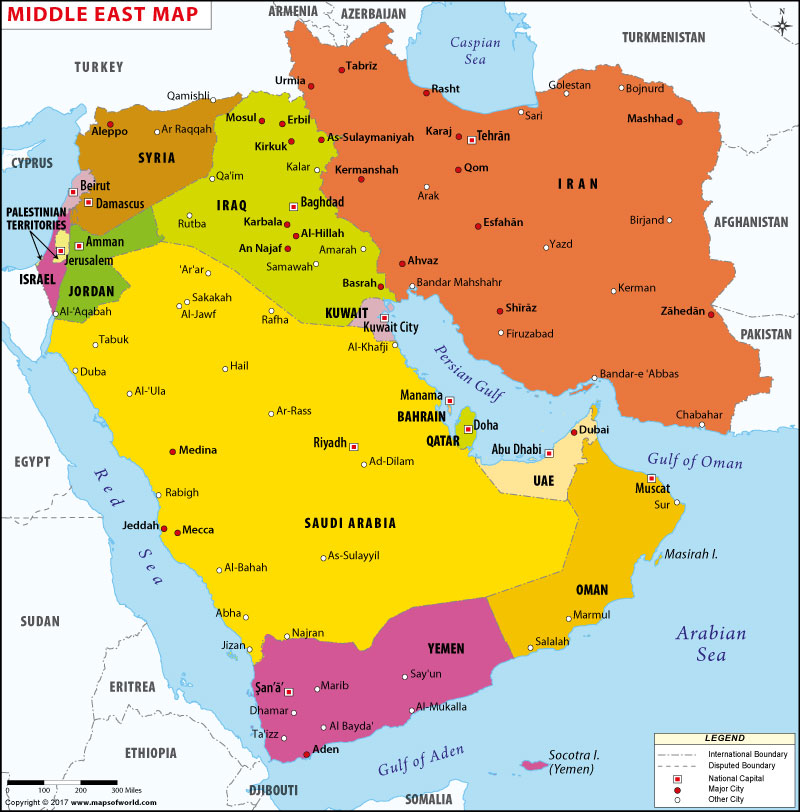 MIDDLE EAST MAP
ARMENIA
AZERBAIJAN
Caspian
Sea
TURKMENISTAN
TURKEY
Tabriz
Urmia
Rasht
Golestan
Bojnurd
Qamishli
Sari
Mashhad
Mosul
Erbil
Aleppo
Ar Raqqah
Kirkuk
As-Sulaymaniyah
Karaj
Tehrān
SYRIA
CYPRUS
Kalar
Kermanshah
Qom
Qa'im
Beirut
Arak
IRAN
Damascus
IRAQ
Baghdad
PALESTINIAN
TERRITORIES
Rutba
Karbala
Al-Hillah
Esfahān
Birjand
AFGHANISTAN
Amman
An Najaf
Amarah
Yazd
Jerusalem
Samawah
Ahvaz
ISRAEL
'Ar'ar
Basrah
Bandar Mahshahr
JORDAN
Kerman
Sakakah
Al-'Aqabah
Al-Jawf
Rafha
KUWAIT
Kuwait City
Shīrāz
Zāhedān
Firuzabad
PAKISTAN
Tabuk
Al-Khafji
Persian Gulf
Duba
Hail
Bandar-e 'Abbas
Al-'Ula
Manama
Ar-Rass
BAHRAIN
Chabahar
Doha
Dubai
Riyadh
QATAR
Abu Dhabi
Medina
EGYPT
Ad-Dilam
Gulf of Oman
UAE
Muscat
Red Sea
Rabigh
Sur
Jeddah
Mecca
SAUDI ARABIA
As-Sulayyil
Masirah I.
Al-Bahah
OMAN
Abha
Marmul
SUDAN
Najran
Arabian
Sea
Jizan
YEMEN
Salalah
Say'un
ERITREA
Şan'ā'
Marib
Dhamar
Al-Mukalla
Al Bayda'
Ta'izz
Aden
Gulf of Aden
Socotra I.
(Yemen)
ETHIOPIA
DJIBOUTI
SOMALIA
LEGEND
International Boundary
Disputed Boundary
National Capital
Major City
Other City
0 100 200 300 Miles
Copyright © 2017 www.mapsofworld.com